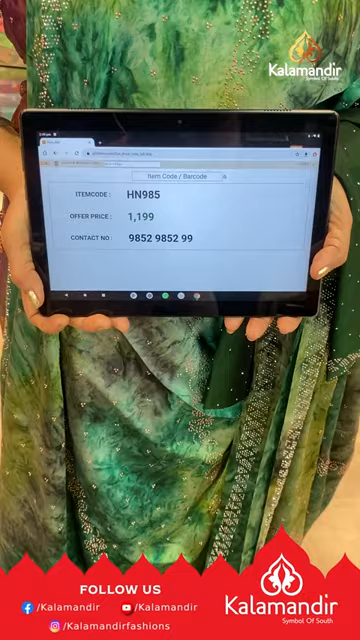 Kalamandir
Symbol Of South
Item Code / Barcode
ITEMCODE : HN985
OFFER PRICE : 1,199
CONTACT NO : 9852 9852 99
FOLLOW US
/Kalamandir /Kalamandir
/Kalamandirfashions
Kalamandir
Symbol Of South